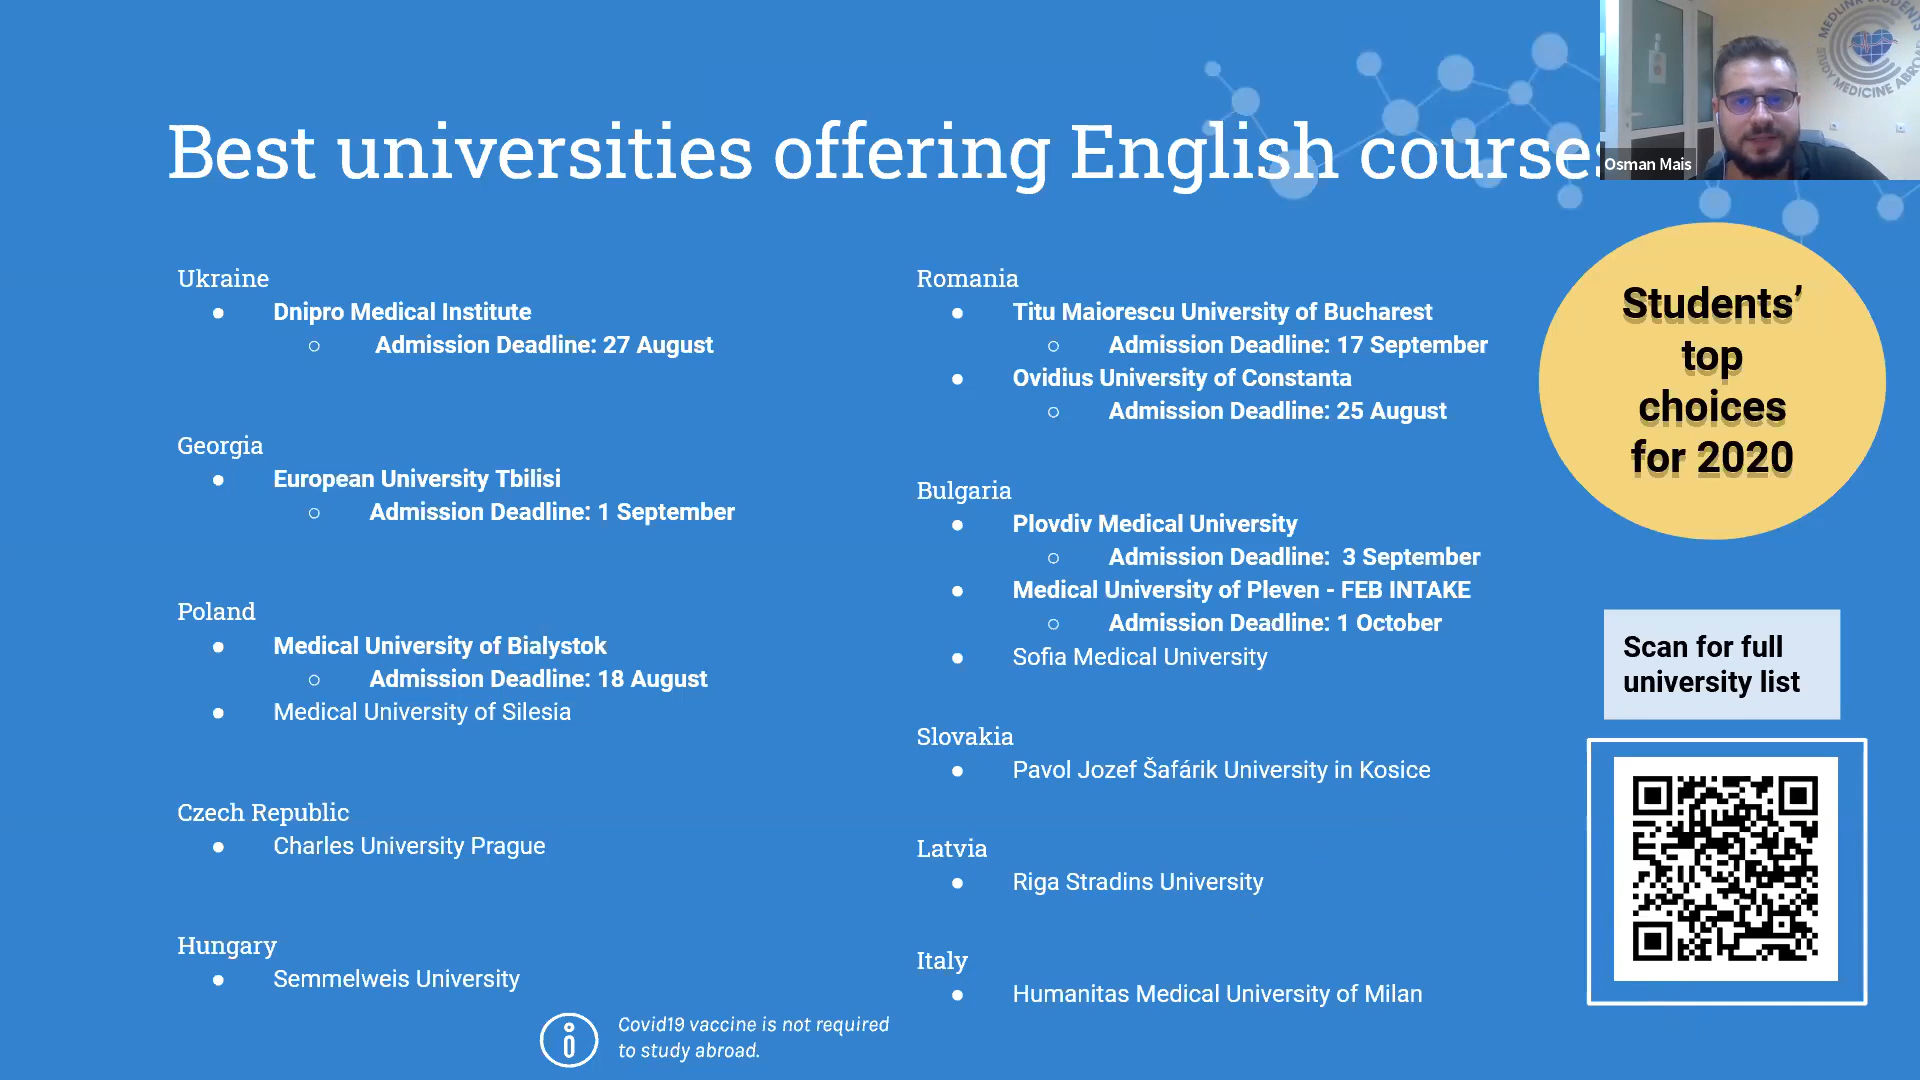 Best universities offering English courses
MEDLINK STUDENTS
STUDY MEDICINE ABROAD
Osman Mais
Ukraine
● Dnipro Medical Institute
○ Admission Deadline: 27 August
Georgia
● European University Tbilisi
○ Admission Deadline: 1 September
Poland
● Medical University of Bialystok
○ Admission Deadline: 18 August
● Medical University of Silesia
Czech Republic
● Charles University Prague
Hungary
● Semmelweis University
Romania
● Titu Maiorescu University of Bucharest
○ Admission Deadline: 17 September
● Ovidius University of Constanta
○ Admission Deadline: 25 August
Bulgaria
● Plovdiv Medical University
○ Admission Deadline:  3 September
● Medical University of Pleven - FEB INTAKE
○ Admission Deadline: 1 October
● Sofia Medical University
Slovakia
● Pavol Jozef Šafárik University in Kosice
Latvia
● Riga Stradins University
Italy
● Humanitas Medical University of Milan
Students’
top
choices
for 2020
Scan for full
university list
Covid19 vaccine is not required
to study abroad.